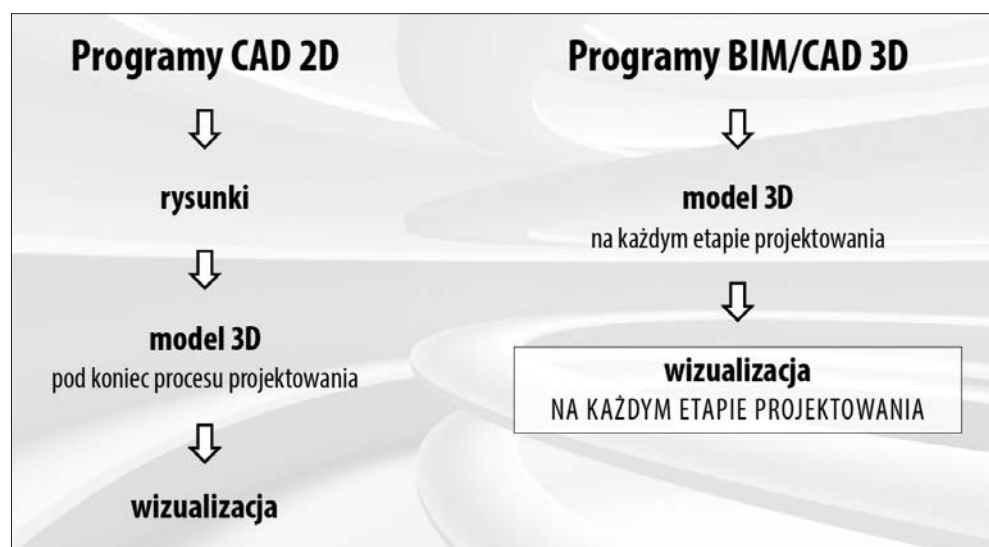 Programy CAD 2D
rysunki
model 3D
pod koniec procesu projektowania
wizualizacja
Programy BIM/CAD 3D
model 3D
na każdym etapie projektowania
wizualizacja
NA KAŻDYM ETAPIE PROJEKTOWANIA